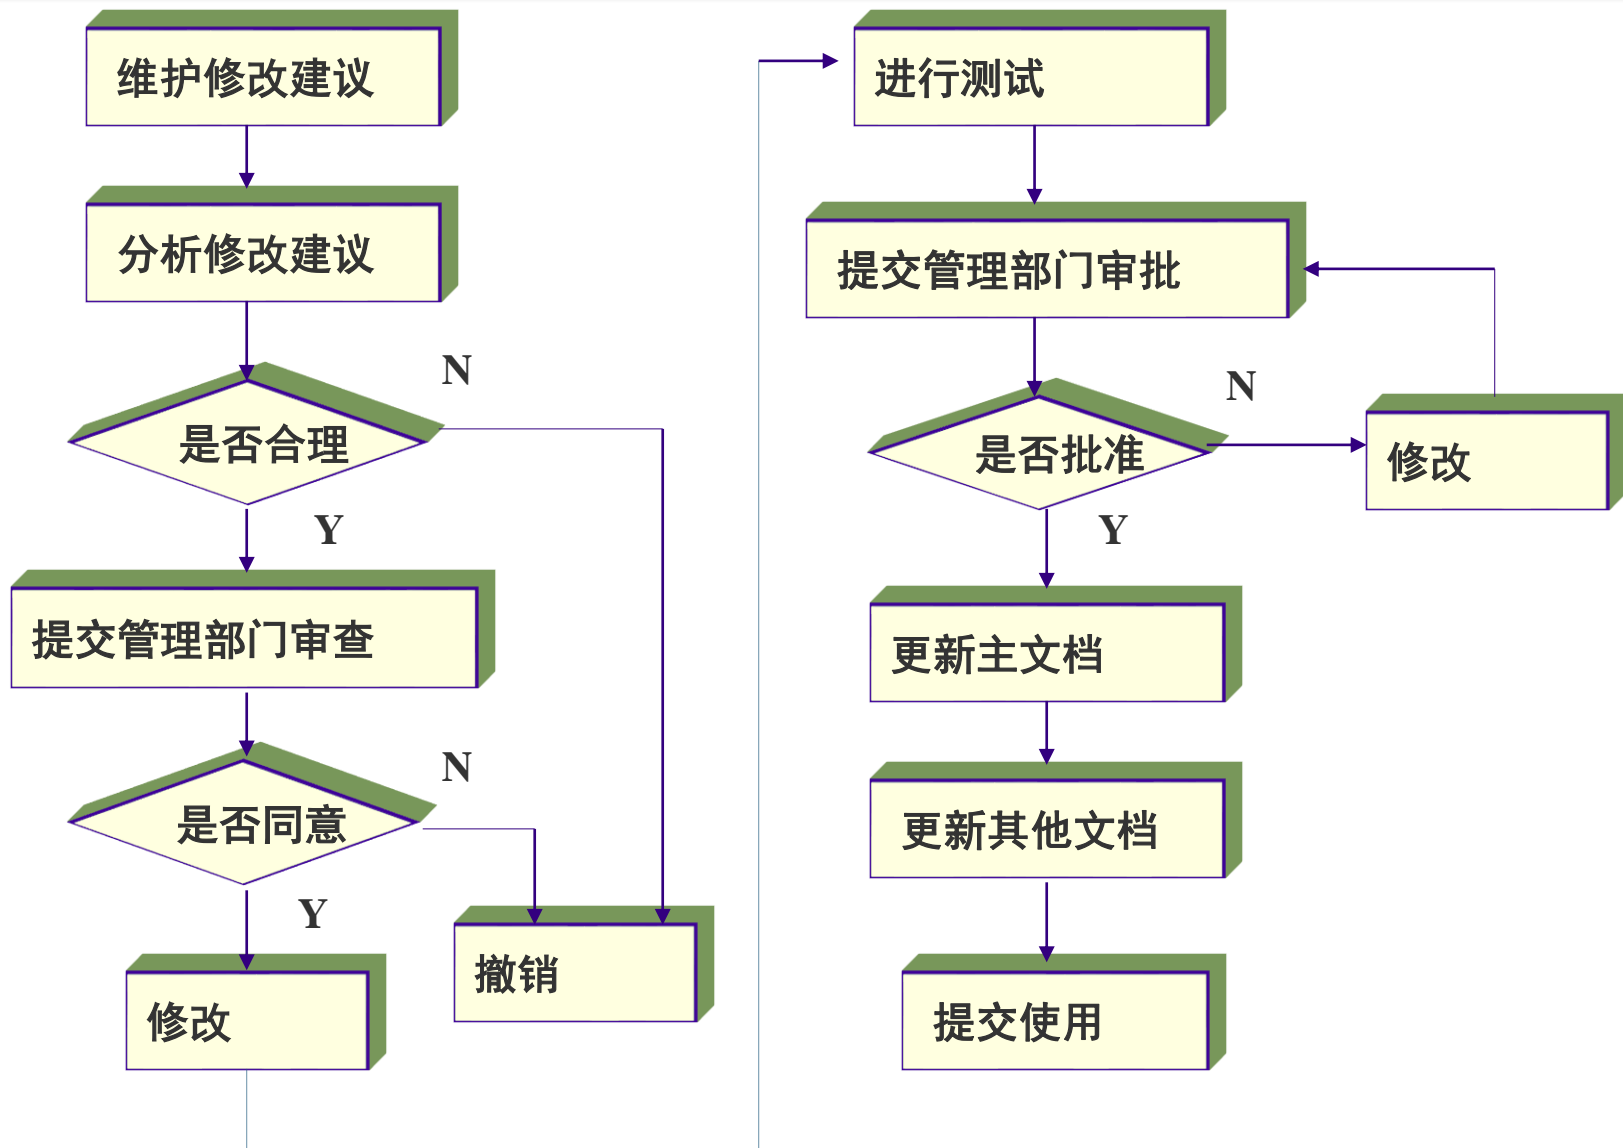 维护修改建议
分析修改建议
N
是否合理
Y
提交管理部门审查
N
是否同意
Y
撤销
修改
进行测试
提交管理部门审批
N
是否批准
修改
Y
更新主文档
更新其他文档
提交使用